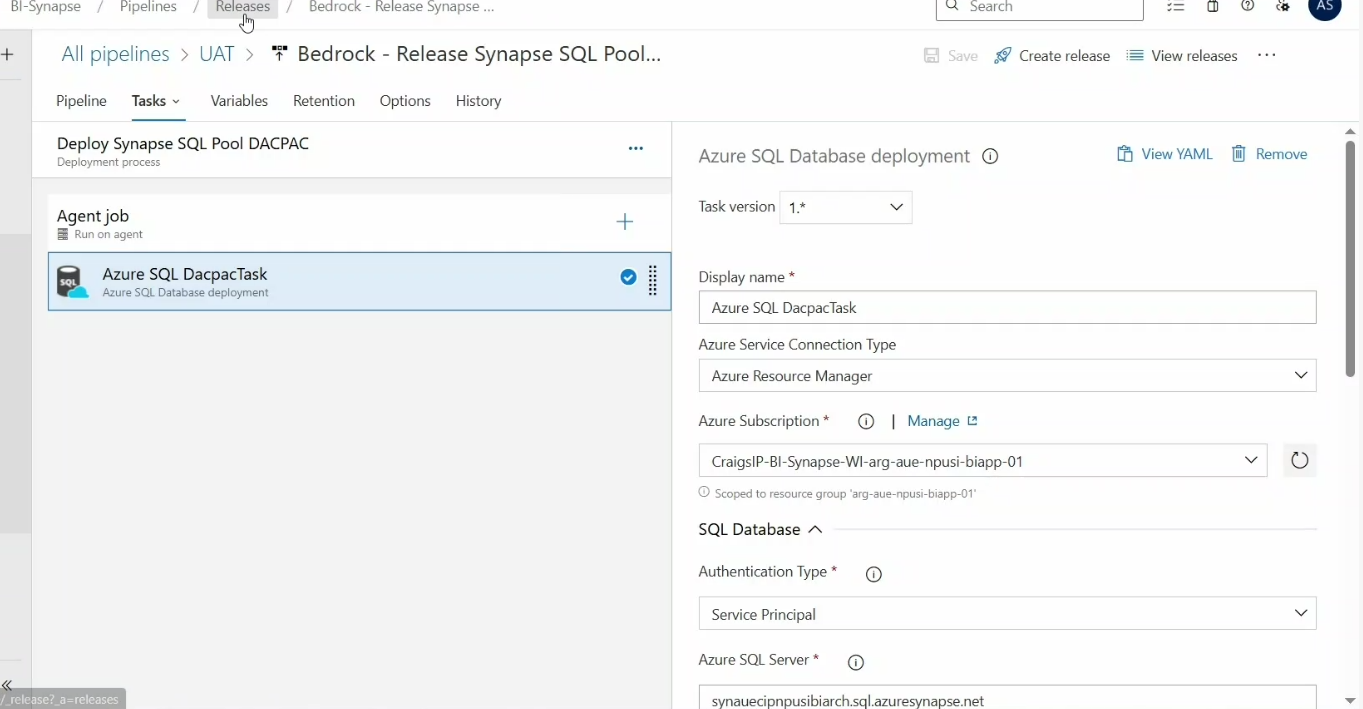 BI-Synapse / Pipelines / Releases / Bedrock - Release Synapse ...
Search
AS
All pipelines > UAT > Bedrock - Release Synapse SQL Pool...
Save Create release View releases ...
Pipeline Tasks Variables Retention Options History
Deploy Synapse SQL Pool DACPAC
Deployment process
...
Agent job
Run on agent
SQL
Azure SQL DacpacTask
Azure SQL Database deployment
Azure SQL Database deployment
View YAML Remove
Task version 1.*
Display name *
Azure SQL DacpacTask
Azure Service Connection Type
Azure Resource Manager
Azure Subscription * | Manage
CraigsIP-BI-Synapse-WI-arg-aue-npusi-biapp-01
Scoped to resource group 'arg-aue-npusi-biapp-01'
SQL Database
Authentication Type *
Service Principal
Azure SQL Server *
synauecipnpusibiarch.sql.azuresynapse.net
/_release?_a=releases